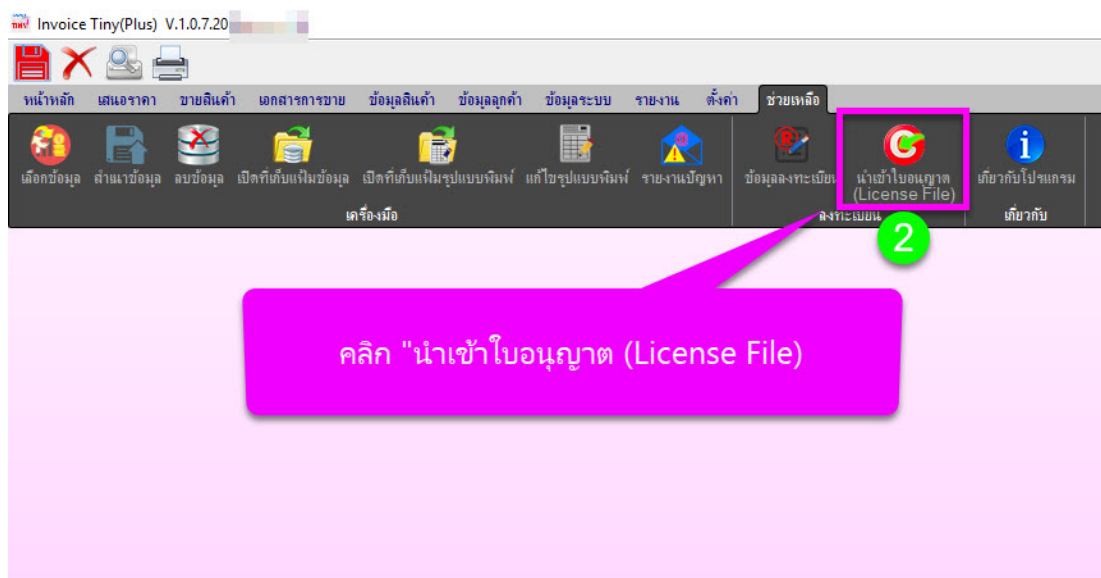 Invoice Tiny(Plus) V.1.0.7.20
หน้าหลัก เสนอราคา ขายสินค้า เอกสารการขาย ข้อมูลสินค้า ข้อมูลลูกค้า ข้อมูลระบบ รายงาน ตั้งค่า ช่วยเหลือ
เลือกข้อมูล สำเนาข้อมูล ลบข้อมูล เปิดที่เก็บแฟ้มข้อมูล เปิดที่เก็บแฟ้มรูปแบบพิมพ์ แก้ไขรูปแบบพิมพ์ รายงานปัญหา ข้อมูลลงทะเบียน นำเข้าใบอนุญาต เกี่ยวกับโปรแกรม
(License File)
เครื่องมือ ลงทะเบียน เกี่ยวกับ
2
คลิก "นำเข้าใบอนุญาต (License File)